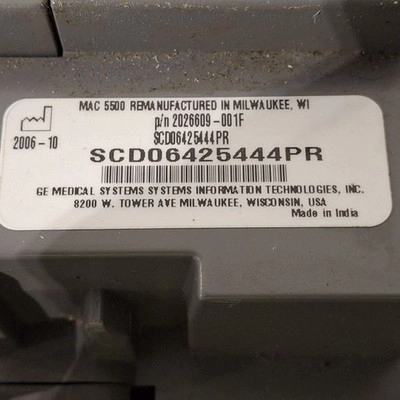 MAC 5500 REMANUFACTURED IN MILWAUKEE, WI
p/n 2026609-001F
2006-10
SCD06425444PR
SCD06425444PR
GE MEDICAL SYSTEMS SYSTEMS INFORMATION TECHNOLOGIES, INC.
8200 W. TOWER AVE MILWAUKEE, WISCONSIN, USA
Made in India